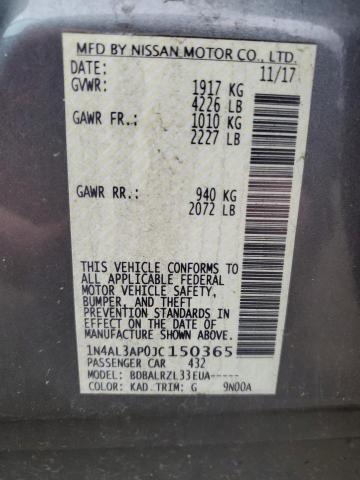 MFD BY NISSAN MOTOR CO., LTD.
DATE: 11/17
GVWR: 1917 KG
4226 LB
GAWR FR.: 1010 KG
2227 LB
GAWR RR.: 940 KG
2072 LB
THIS VEHICLE CONFORMS TO
ALL APPLICABLE FEDERAL
MOTOR VEHICLE SAFETY,
BUMPER, AND THEFT
PREVENTION STANDARDS IN
EFFECT ON THE DATE OF
MANUFACTURE SHOWN ABOVE.
1N4AL3AP0JC150365
PASSENGER CAR 432
MODEL: BDBALRZL33EUA-----
COLOR: KAD.TRIM: G 9N00A